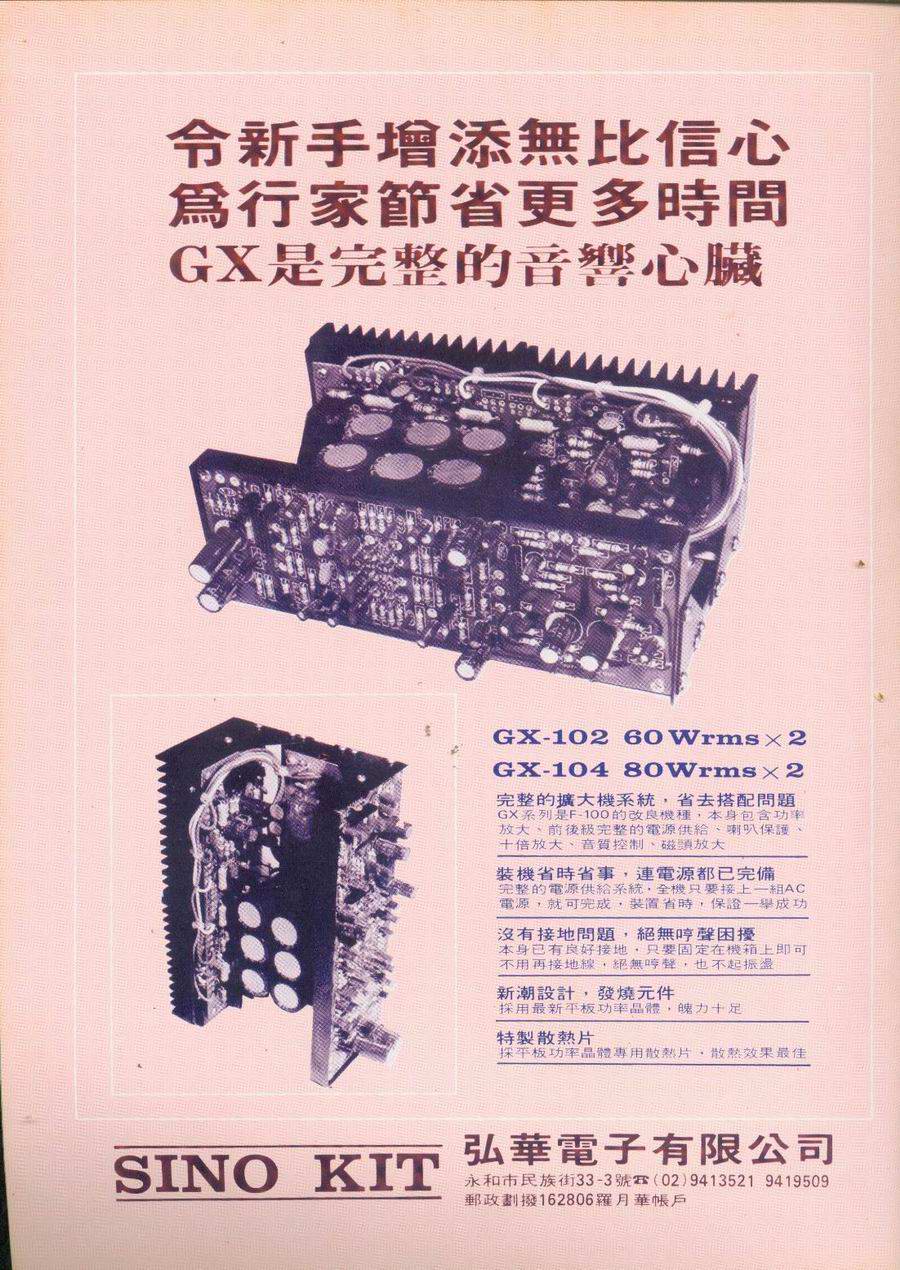 令新手增添無比信心
爲行家節省更多時間
GX是完整的音響心臟
GX-102 60Wrms×2
GX-104 80Wrms×2
完整的擴大機系統，省去搭配問題
GX系列是F-100的改良機種，本身包含功率
放大、前後級完整的電源供給、喇叭保護、
十倍放大、音質控制、磁頭放大
裝機省時省事，連電源都已完備
完整的電源供給系統，全機只要接上一組AC
電源，就可完成，裝置省時，保證一舉成功
沒有接地問題，絕無哼聲困擾
本身已有良好接地，只要固定在機箱上即可
不用再接地線，絕無哼聲，也不起振盪
新潮設計，發燒元件
採用最新平板功率晶體，魄力十足
特製散熱片
採平板功率晶體專用散熱片，散熱效果最佳
SINO KIT
弘華電子有限公司
永和市民族街33-3號☎(02)9413521 9419509
郵政劃撥162806羅月華帳戶